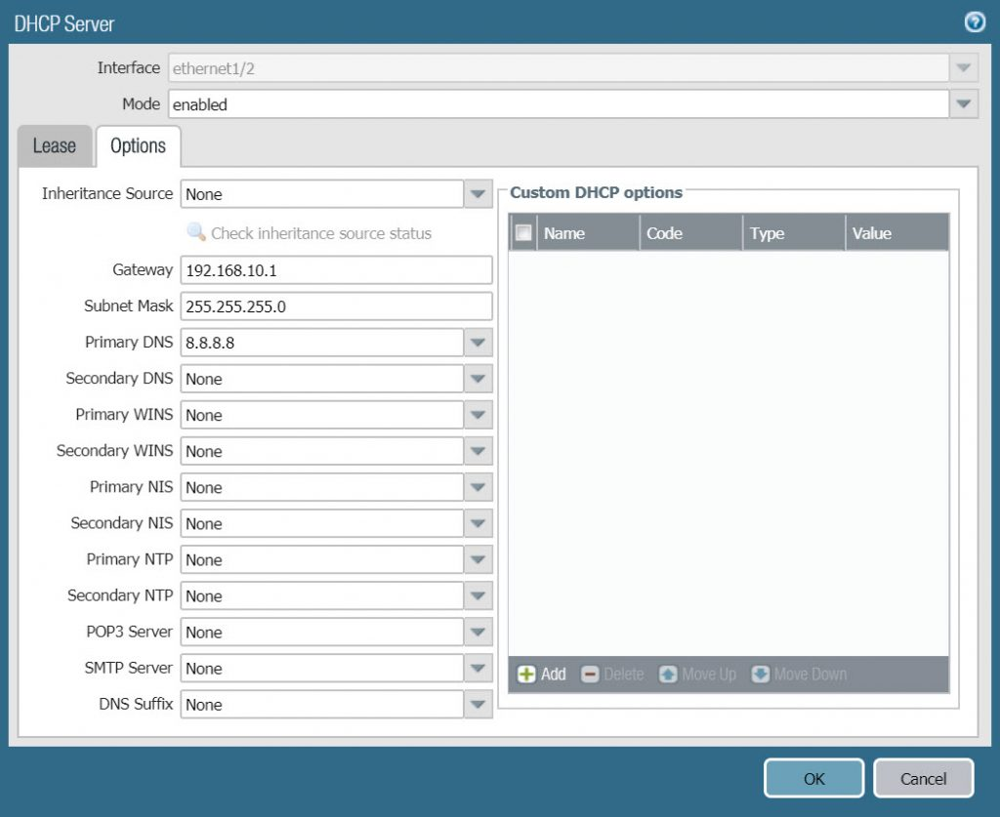 DHCP Server
Interface ethernet1/2
Mode enabled
Lease Options
Inheritance Source None
Check inheritance source status
Gateway 192.168.10.1
Subnet Mask 255.255.255.0
Primary DNS 8.8.8.8
Secondary DNS None
Primary WINS None
Secondary WINS None
Primary NIS None
Secondary NIS None
Primary NTP None
Secondary NTP None
POP3 Server None
SMTP Server None
DNS Suffix None
Custom DHCP options
Name Code Type Value
Add Delete Move Up Move Down
OK Cancel